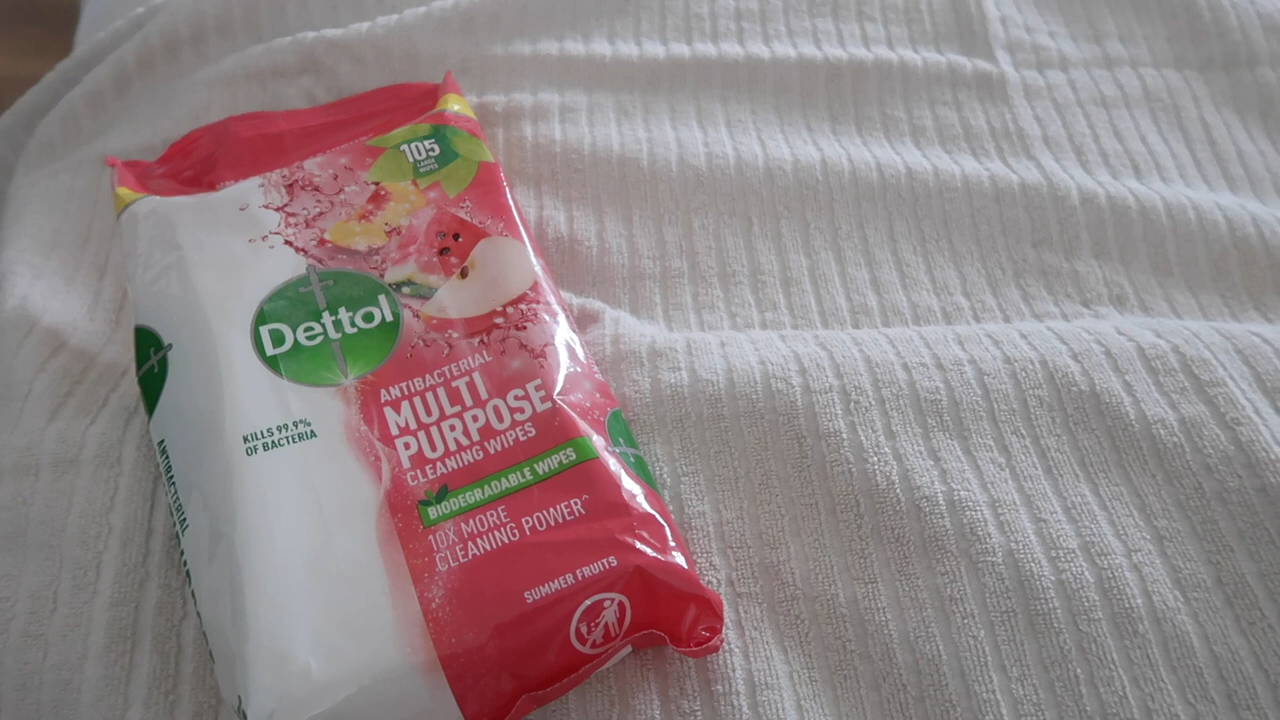 105
LARGE
WIPES
Dettol
ANTIBACTERIAL
MULTI
PURPOSE
CLEANING WIPES
KILLS 99.9%
OF BACTERIA
BIODEGRADABLE WIPES
10X MORE
CLEANING POWER^
SUMMER FRUITS
ANTIBACTERIAL